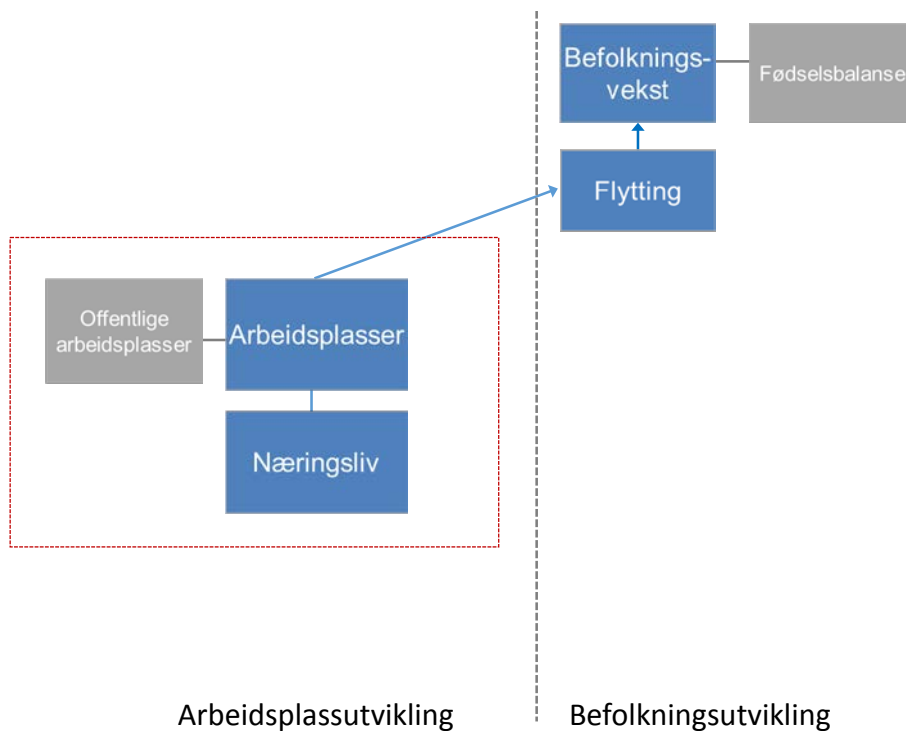 Befolknings-
vekst
Fødselsbalanse
Flytting
Offentlige
arbeidsplasser
Arbeidsplasser
Næringsliv
Arbeidsplassutvikling
Befolkningsutvikling